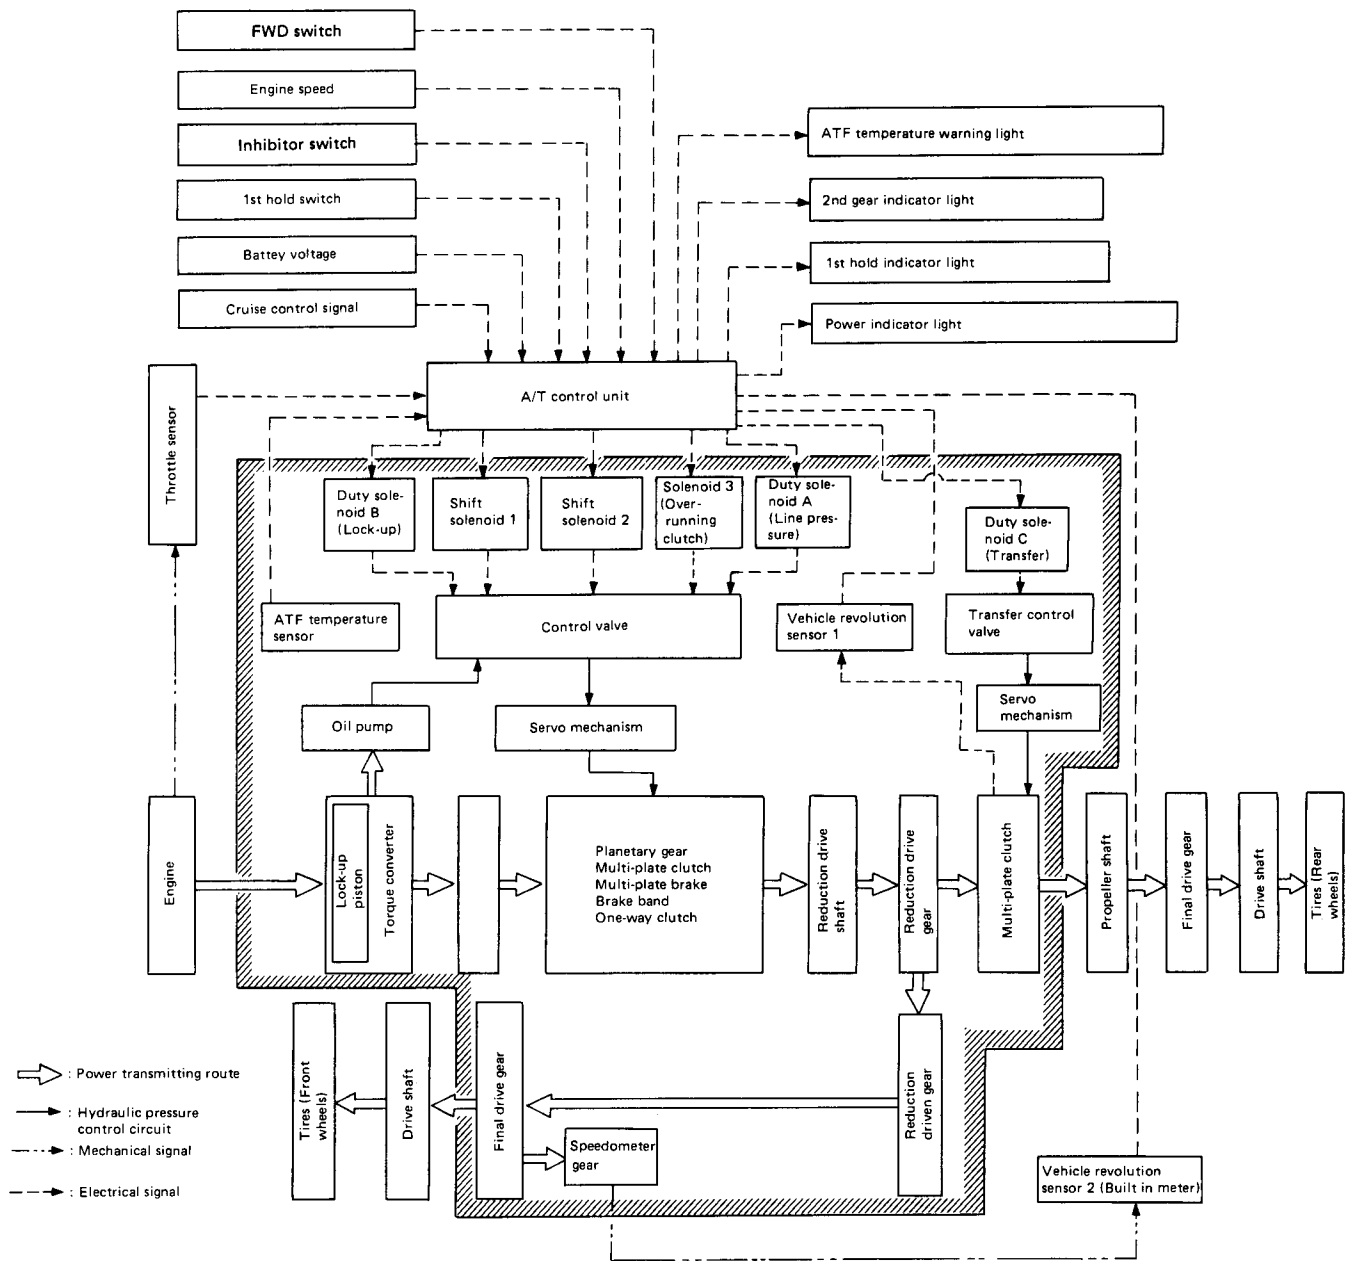 FWD switch
Engine speed
Inhibitor switch
1st hold switch
Battey voltage
Cruise control signal
ATF temperature warning light
2nd gear indicator light
1st hold indicator light
Power indicator light
Throttle sensor
A/T control unit
Duty sole-
noid B
(Lock-up)
Shift
solenoid 1
Shift
solenoid 2
Solenoid 3
(Over-
running
clutch)
Duty sole-
noid A
(Line pres-
sure)
Duty sole-
noid C
(Transfer)
ATF temperature
sensor
Control valve
Vehicle revolution
sensor 1
Transfer control
valve
Oil pump
Servo mechanism
Servo
mechanism
Engine
Lock-up
piston
Torque converter
Planetary gear
Multi-plate clutch
Multi-plate brake
Brake band
One-way clutch
Reduction drive
shaft
Reduction drive
gear
Multi-plate clutch
Propeller shaft
Final drive gear
Drive shaft
Tires (Rear
wheels)
Tires (Front
wheels)
Drive shaft
Final drive gear
Speedometer
gear
Reduction
driven gear
Vehicle revolution
sensor 2 (Built in meter)
: Power transmitting route
: Hydraulic pressure
control circuit
: Mechanical signal
: Electrical signal